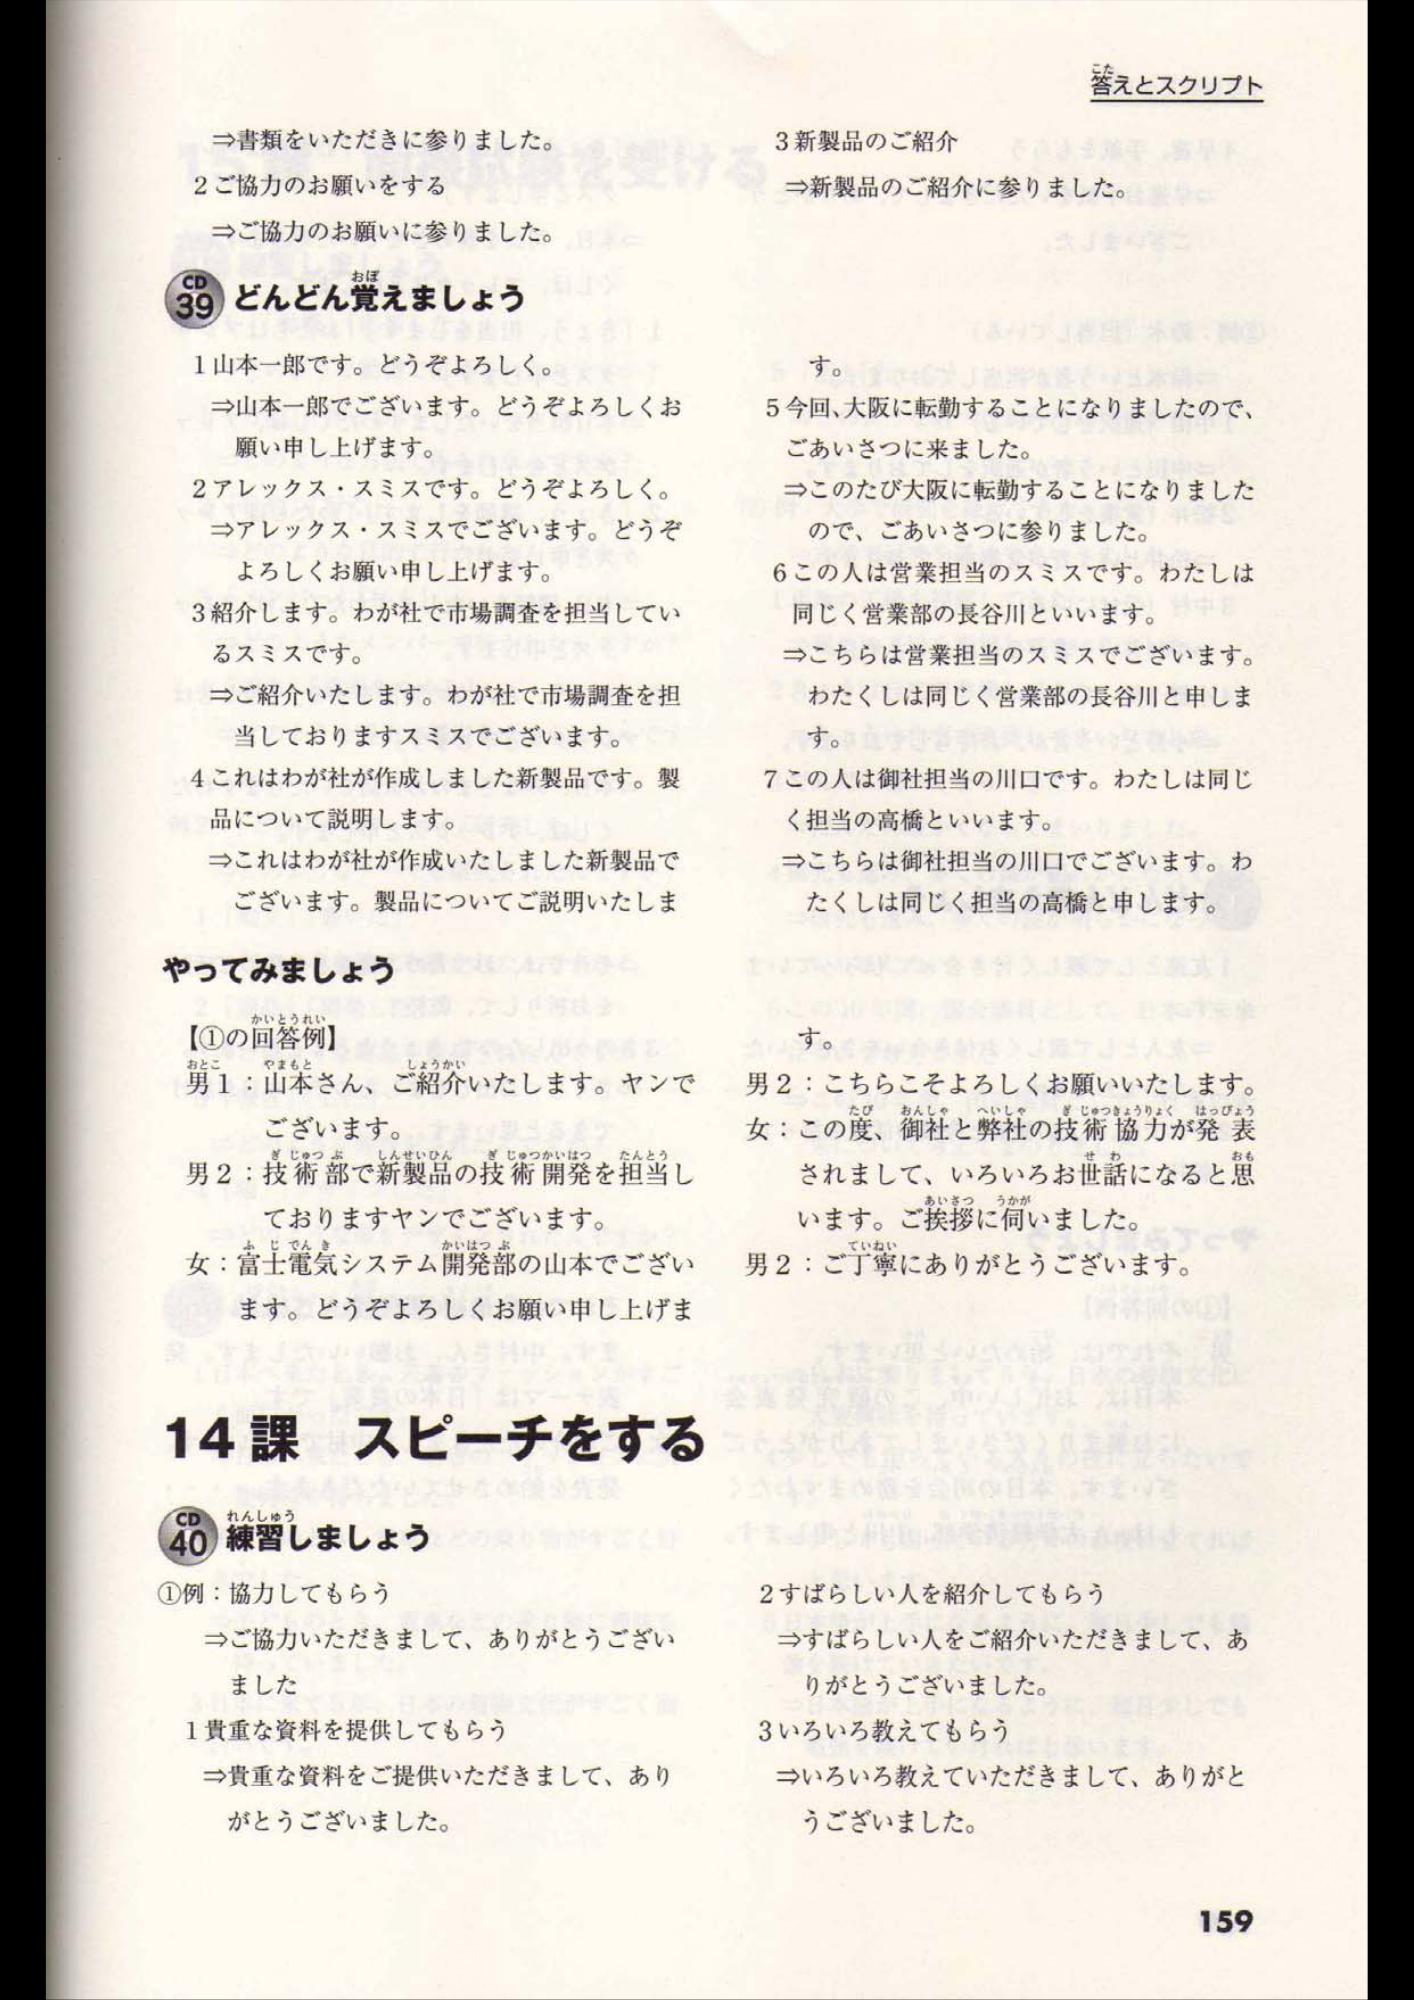 答えとスクリプト
⇒書類をいただきに参りました。
2ご協力のお願いをする
⇒ご協力のお願いに参りました。
3新製品のご紹介
⇒新製品のご紹介に参りました。
CD 39 どんどん覚えましょう
1山本一郎です。どうぞよろしく。
⇒山本一郎でございます。どうぞよろしくお
願い申し上げます。
2アレックス・スミスです。どうぞよろしく。
⇒アレックス・スミスでございます。どうぞ
よろしくお願い申し上げます。
3紹介します。わが社で市場調査を担当してい
るスミスです。
⇒ご紹介いたします。わが社で市場調査を担
当しておりますスミスでございます。
4これはわが社が作成しました新製品です。製
品について説明します。
⇒これはわが社が作成いたしました新製品で
ございます。製品についてご説明いたしま
す。
5今回、大阪に転勤することになりましたので、
ごあいさつに来ました。
⇒このたび大阪に転勤することになりました
ので、ごあいさつに参りました。
6この人は営業担当のスミスです。わたしは
同じく営業部の長谷川といいます。
⇒こちらは営業担当のスミスでございます。
わたくしは同じく営業部の長谷川と申しま
す。
7この人は御社担当の川口です。わたしは同じ
く担当の高橋といいます。
⇒こちらは御社担当の川口でございます。わ
たくしは同じく担当の高橋と申します。
やってみましょう
【①の回答例】
男1：山本さん、ご紹介いたします。ヤンで
ございます。
男2：技術部で新製品の技術開発を担当し
ておりますヤンでございます。
女：富士電気システム開発部の山本でござい
ます。どうぞよろしくお願い申し上げま
す。
男2：こちらこそよろしくお願いいたします。
女：この度、御社と弊社の技術協力が発表
されまして、いろいろお世話になると思
います。ご挨拶に伺いました。
男2：ご丁寧にありがとうございます。
14課　スピーチをする
CD 40 練習しましょう
①例：協力してもらう
⇒ご協力いただきまして、ありがとうござい
ました
1貴重な資料を提供してもらう
⇒貴重な資料をご提供いただきまして、あり
がとうございました。
2すばらしい人を紹介してもらう
⇒すばらしい人をご紹介いただきまして、あ
りがとうございました。
3いろいろ教えてもらう
⇒いろいろ教えていただきまして、ありがと
うございました。
159